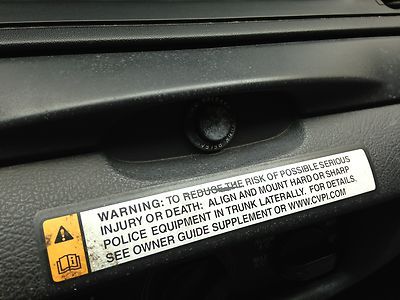 WARNING: TO REDUSE THE RISK OF POSSIBLE SERIOUS
INJURY OR DEATH: ALIGN AND MOUNT HARD OR SHARP
POLICE EQUIPMENT IN TRUNK LATERALLY. FOR DETAILS,
SEE OWNER GUIDE SUPPLEMENT OR WWW.CVPI.COM